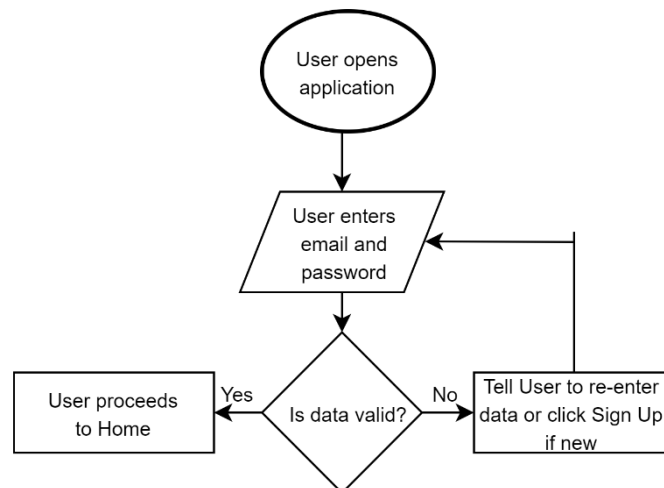 User opens
application
User enters
email and
password
Is data valid?
Yes
No
User proceeds
to Home
Tell User to re-enter
data or click Sign Up
if new